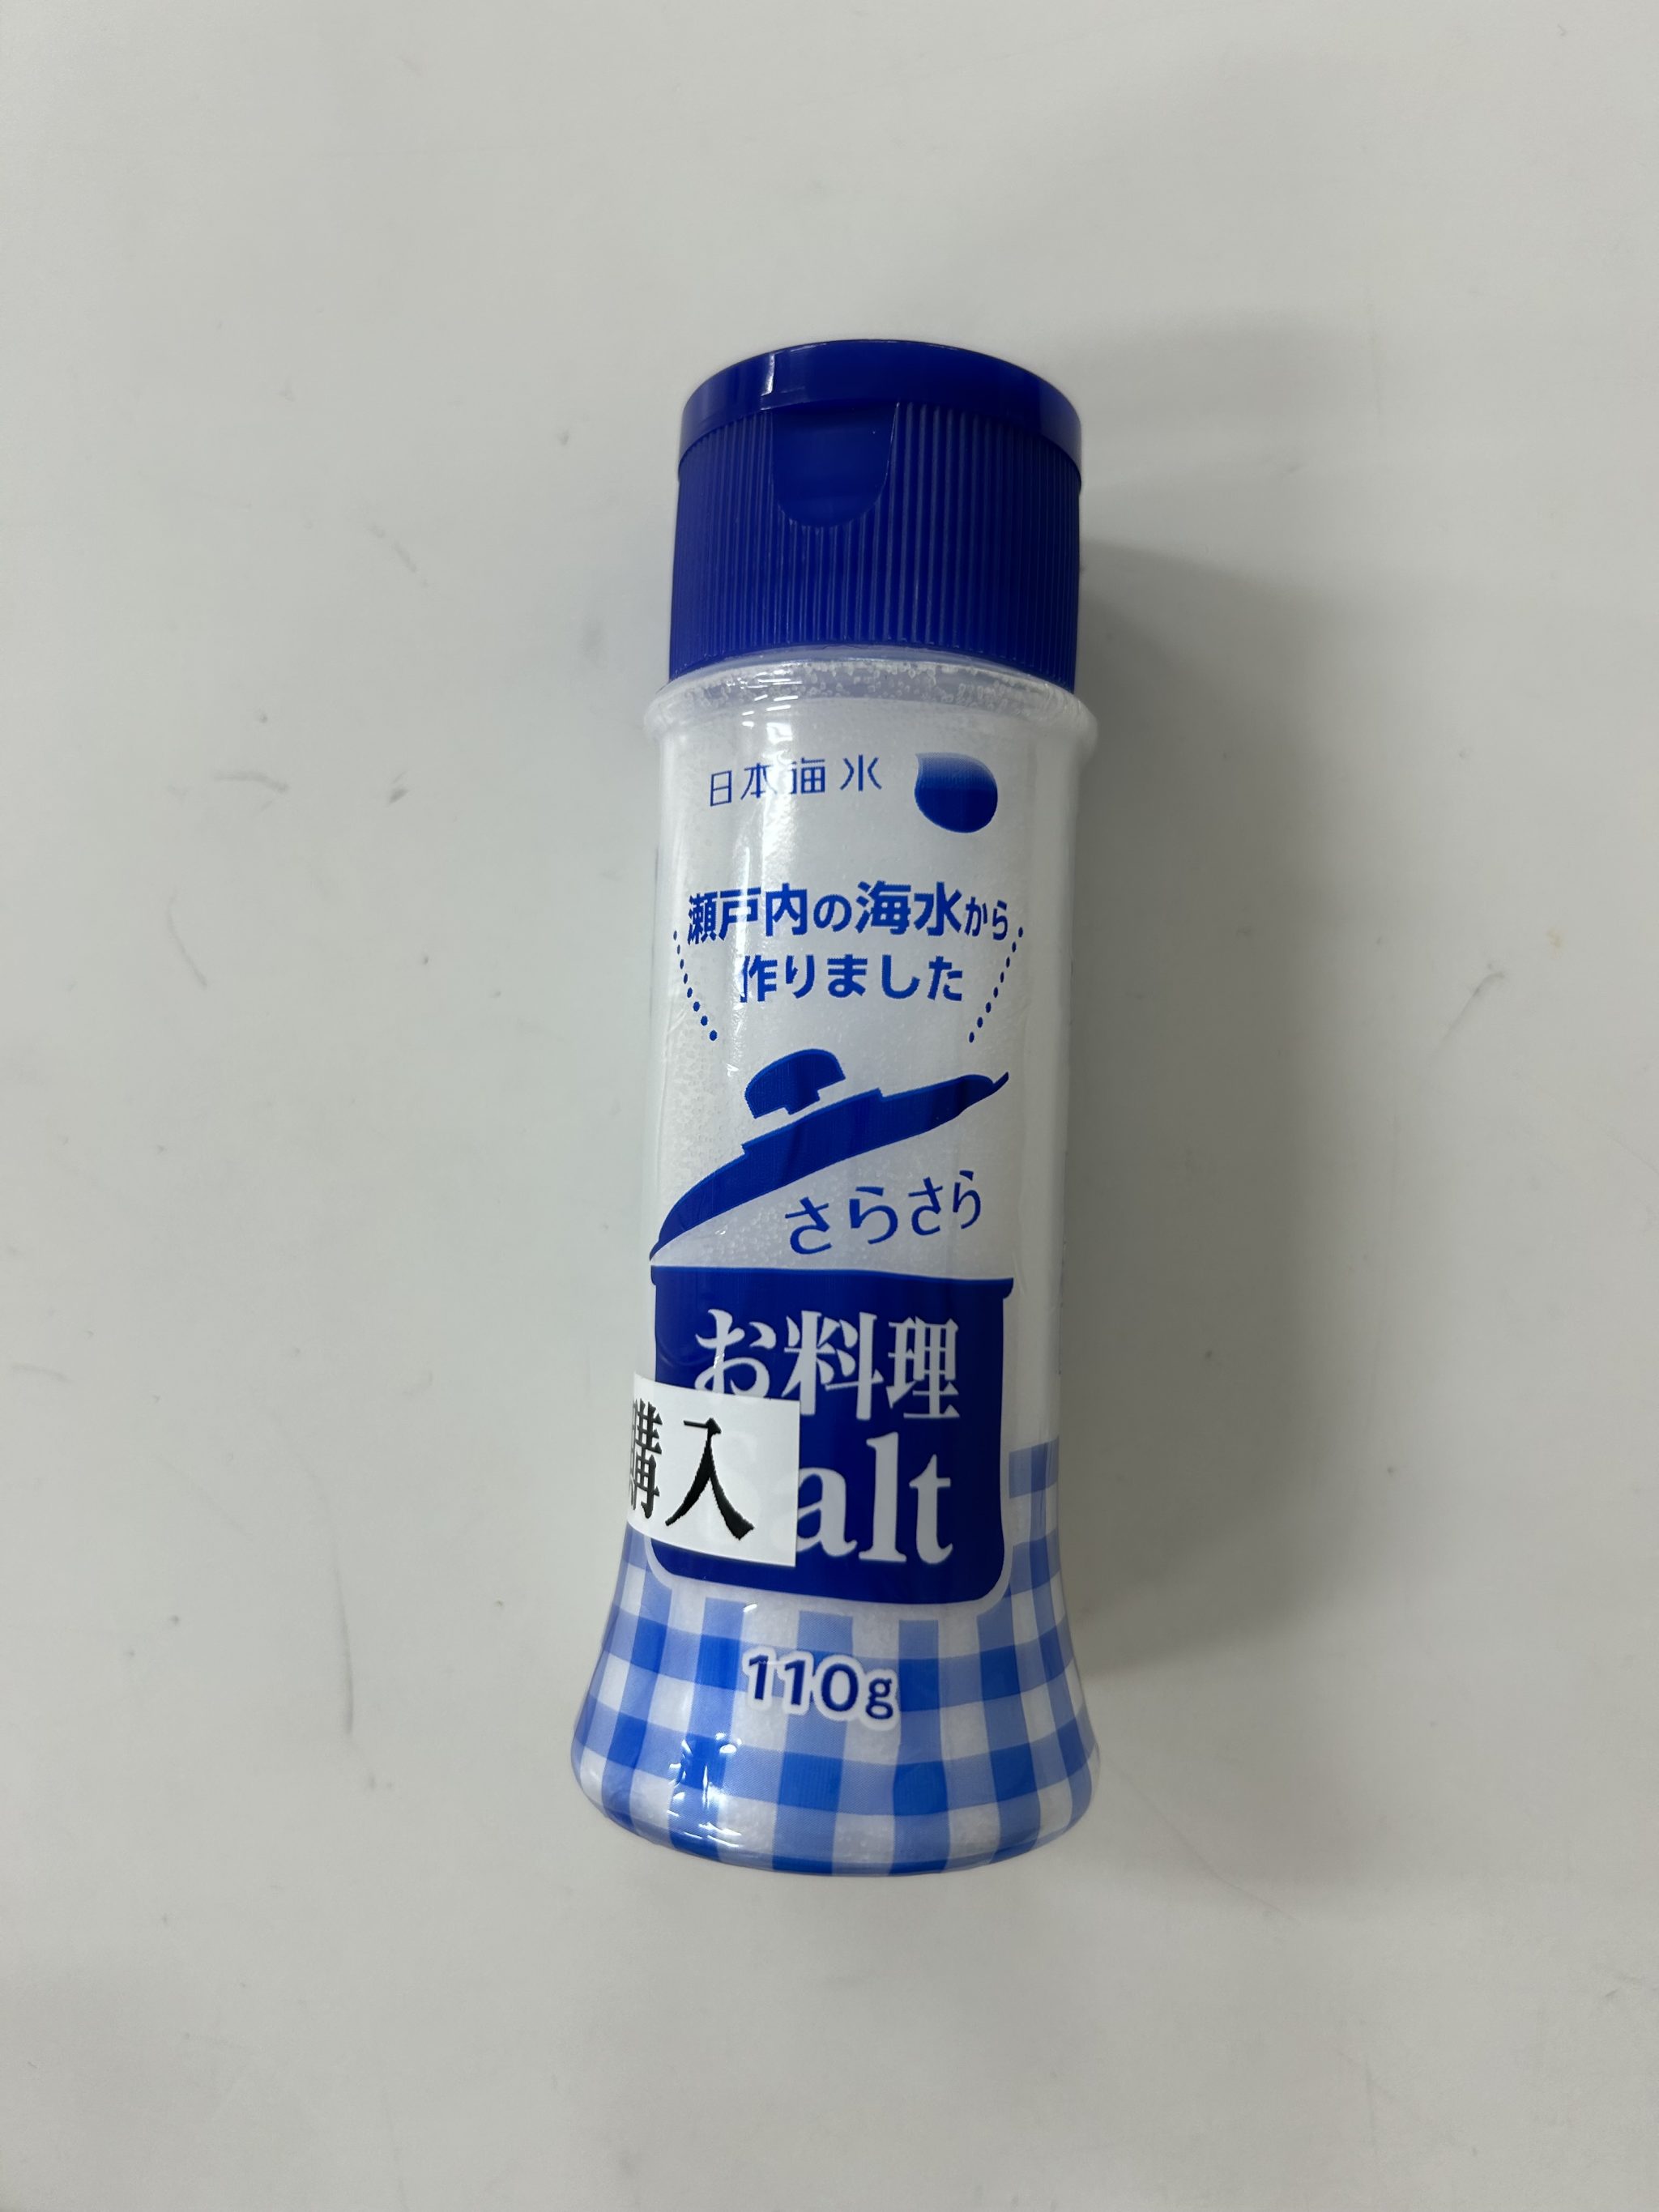 日本海水
瀬戸内の海水から
作りました
さらさら
お料理
購入
alt
110g